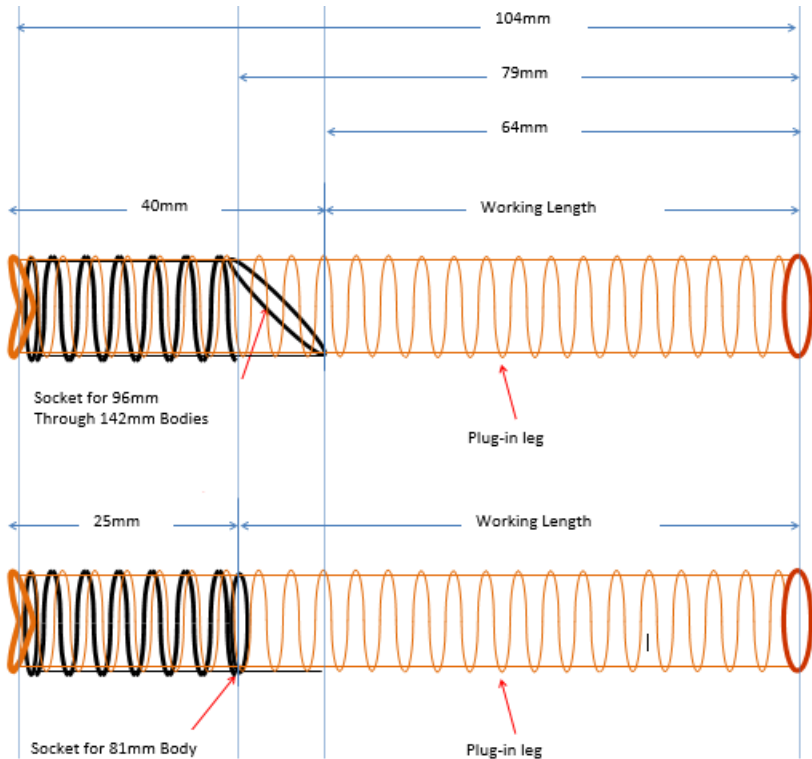 104mm
79mm
64mm
40mm
Working Length
Socket for 96mm
Through 142mm Bodies
Plug-in leg
25mm
Working Length
Socket for 81mm Body
Plug-in leg